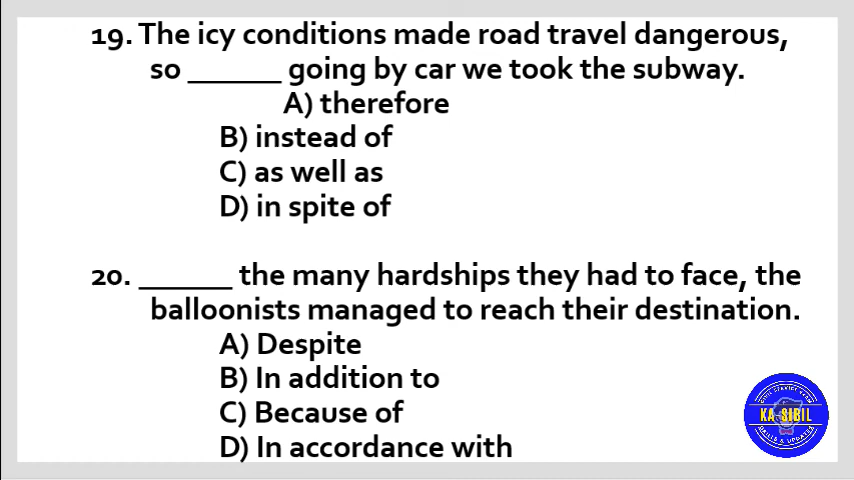 19. The icy conditions made road travel dangerous,
so ______ going by car we took the subway.
A) therefore
B) instead of
C) as well as
D) in spite of
20. ______ the many hardships they had to face, the
balloonists managed to reach their destination.
A) Despite
B) In addition to
C) Because of
D) In accordance with
KA-SIBIL